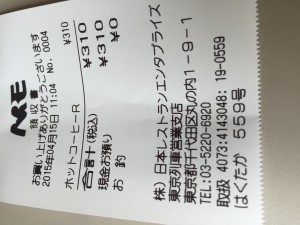 NRE
領収書
お買い上げありがとうございます
2015年04月15日 11:04 No. 0004
ホットコーヒーR ¥310
合計(税込) ¥310
現金お預り ¥310
お釣 ¥0
株)日本レストランエンタプライズ
東京列車営業支店
東京都千代田区丸の内1-9-1
TEL:03-5220-6920
取扱 4073:4143048: 19-0559
はくたか 559号